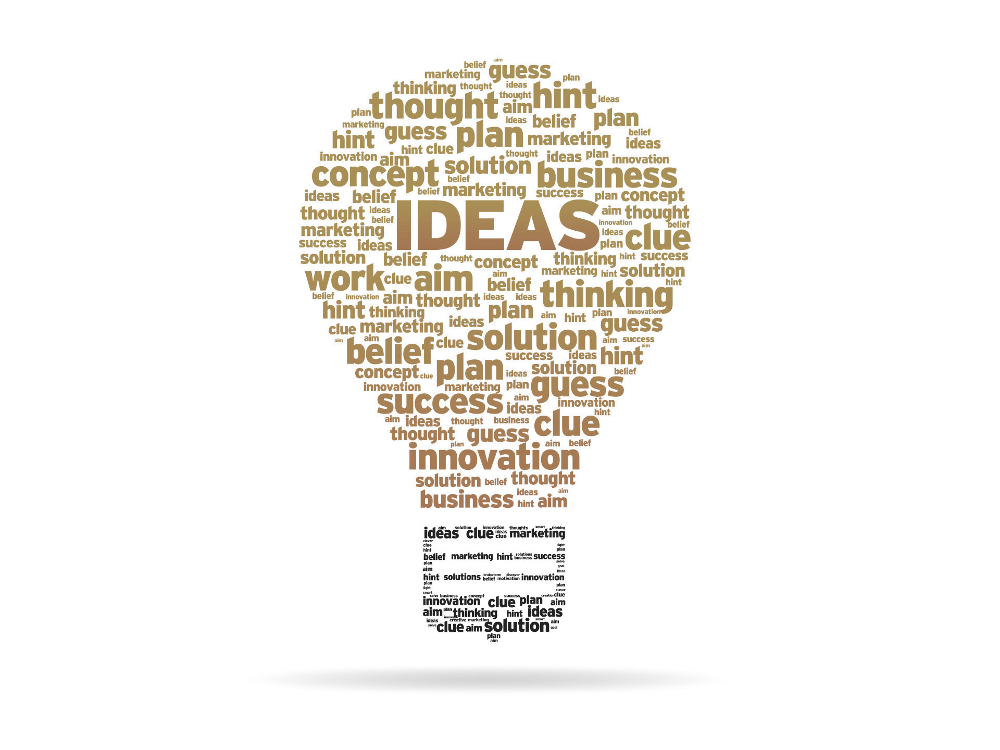 aim
belief guess
marketing plan
thinking thought ideas hint
thought thought aim ideas
plan ideas belief plan
marketing guess plan marketing belief
hint hint clue ideas
innovation aim thought ideas plan innovation
concept solution business
belief
ideas belief belief marketing success plan concept
thought ideas IDEAS aim thought
belief innovation belief
marketing ideas clue
success ideas plan
solution belief thought concept thinking hint success
work clue aim aim marketing hint solution
belief thinking hint
belief innovation aim thought ideas ideas
hint thinking plan aim hint plan innovation
clue marketing ideas solution guess
aim aim belief clue aim success
plan success ideas hint aim
concept clue ideas solution belief
innovation marketing plan guess
success aim ideas innovation
aim ideas thought business clue hint
thought guess
plan innovation aim belief
solution belief thought
business ideas aim
hint aim
aim solution innovation thoughts smart thinking
ideas clue ideas marketing
clue
clever
clue light
hint plan
belief marketing hint solutions success
business
plan solve
aim goal
ideas
hint solutions brainstorm discover innovation
belief motivation
plan plan
light clever
smart
solve business concept success creation clue
innovation clue plan aim
aim plan thinking hint ideas
ideas creative marketing smart aim
solve clue aim solution goal
plan
aim